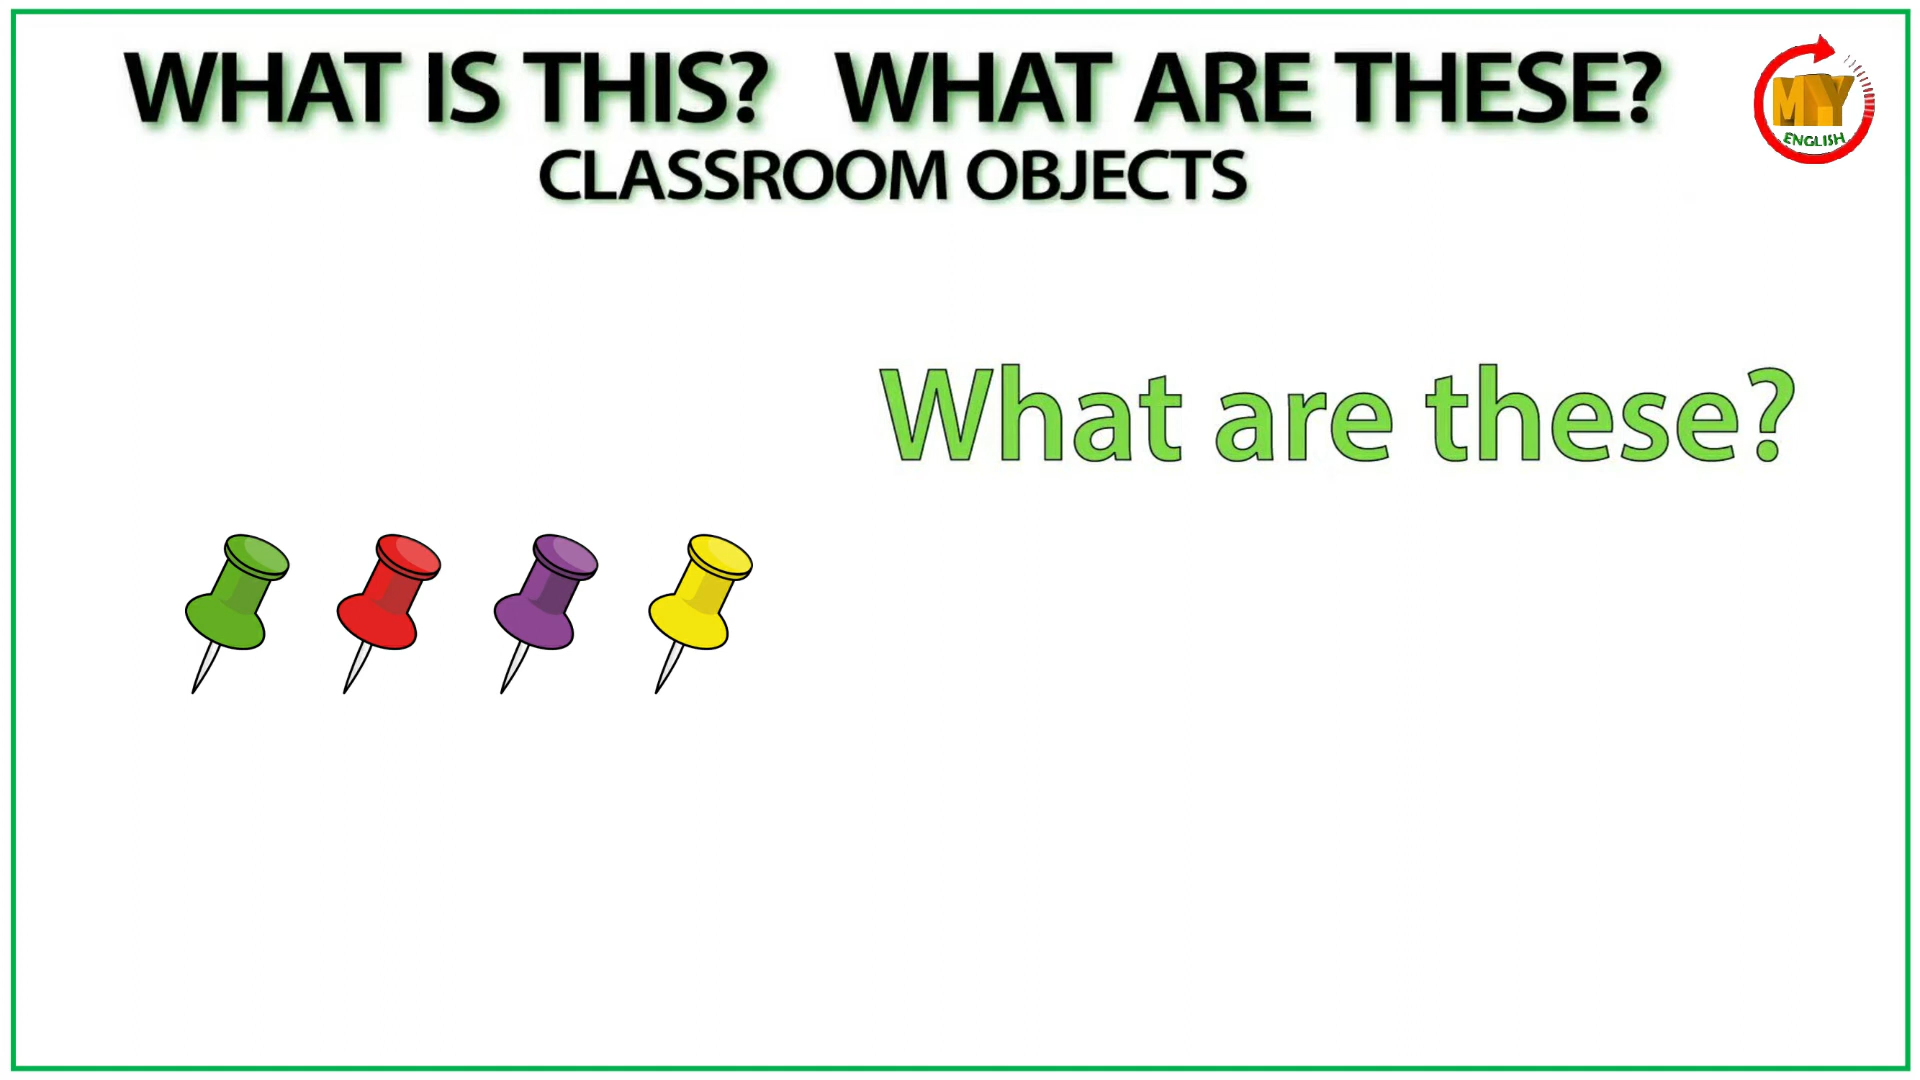 WHAT IS THIS? WHAT ARE THESE?
CLASSROOM OBJECTS
MY
ENGLISH
What are these?